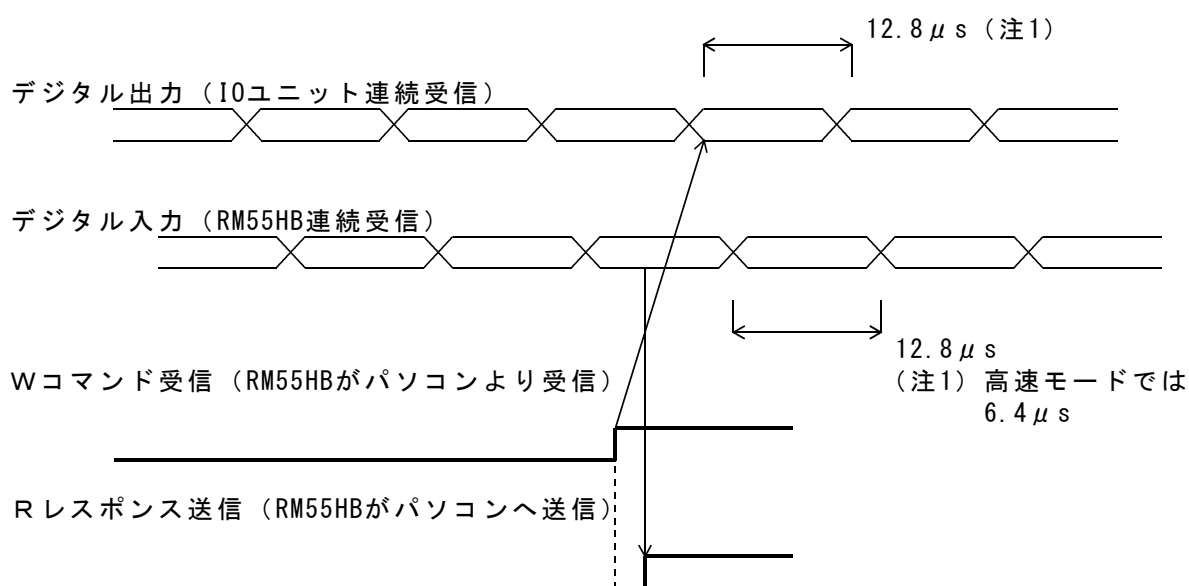 12.8μs（注1）
デジタル出力（IOユニット連続受信）
デジタル入力（RM55HB連続受信）
12.8μs
（注1）高速モードでは
6.4μs
Wコマンド受信（RM55HBがパソコンより受信）
Rレスポンス送信（RM55HBがパソコンへ送信）